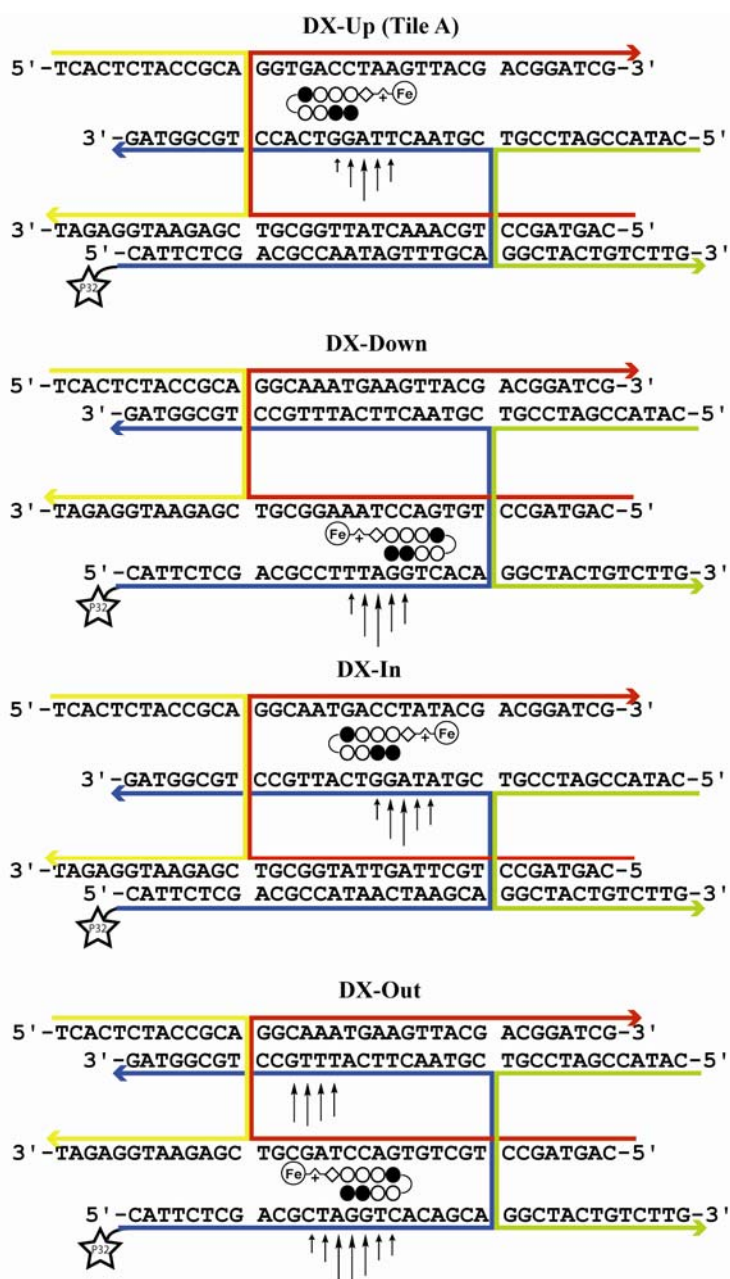 DX-Up (Tile A)
5'-TCACTCTACCGCA GGTGACCTAAGTTACG ACGGATCG-3'
Fe
+
3'-GATGGCGT CCACTGGATTCAATGC TGCCTAGCCATAC-5'
3'-TAGAGGTAAGAGC TGCGGTTATCAAACGT CCGATGAC-5'
5'-CATTCTCG ACGCCAATAGTTTGCA GGCTACTGTCTTG-3'
P32
DX-Down
5'-TCACTCTACCGCA GGCAAATGAAGTTACG ACGGATCG-3'
3'-GATGGCGT CCGTTTACTTCAATGC TGCCTAGCCATAC-5'
3'-TAGAGGTAAGAGC TGCGGAAATCCAGTGT CCGATGAC-5'
Fe
+
5'-CATTCTCG ACGCCTTTAGGTCACA GGCTACTGTCTTG-3'
P32
DX-In
5'-TCACTCTACCGCA GGCAATGACCTATACG ACGGATCG-3'
Fe
+
3'-GATGGCGT CCGTTACTGGATATGC TGCCTAGCCATAC-5'
3'-TAGAGGTAAGAGC TGCGGTATTGATTCGT CCGATGAC-5
5'-CATTCTCG ACGCCATAACTAAGCA GGCTACTGTCTTG-3'
P32
DX-Out
5'-TCACTCTACCGCA GGCAAATGAAGTTACG ACGGATCG-3'
3'-GATGGCGT CCGTTTACTTCAATGC TGCCTAGCCATAC-5'
3'-TAGAGGTAAGAGC TGCGATCCAGTGTCGT CCGATGAC-5'
Fe
+
5'-CATTCTCG ACGCTAGGTCACAGCA GGCTACTGTCTTG-3'
P32